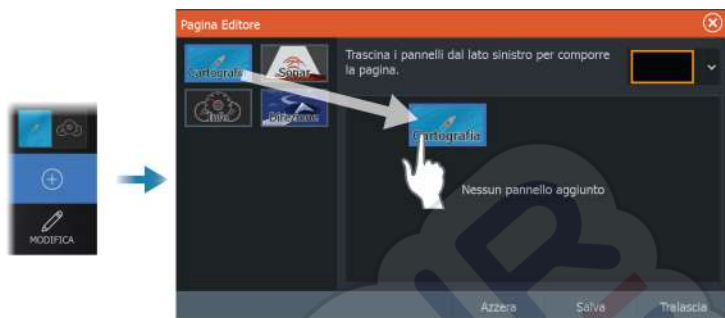 Pagina Editore
Cartografia
Sonar
Trascina i pannelli dal lato sinistro per comporre
la pagina.
Info
Direzione
Cartografia
Nessun pannello aggiunto
MODIFICA
Azzera
Salva
Tralascia